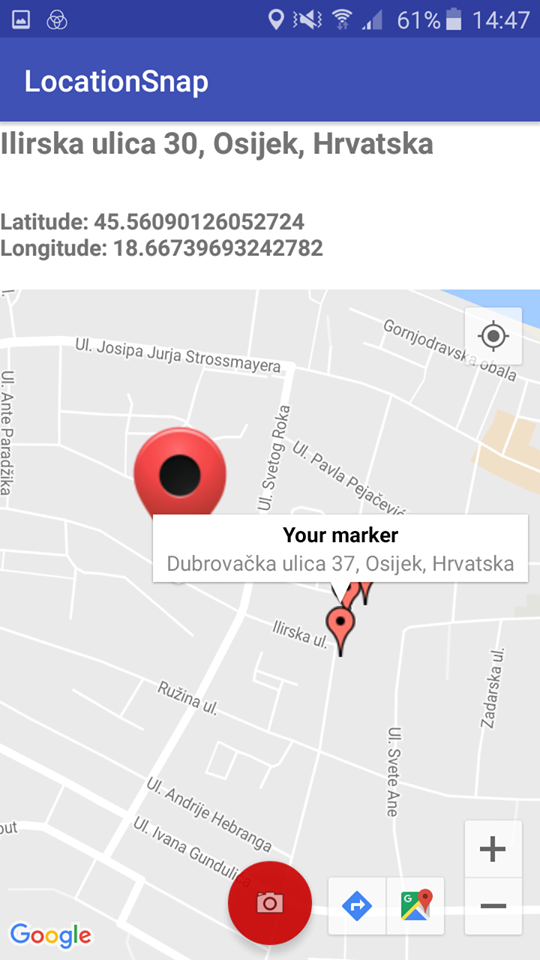 61% 14:47
LocationSnap
Ilirska ulica 30, Osijek, Hrvatska
Latitude: 45.56090126052724
Longitude: 18.66739693242782
Ul. Josipa Jurja Strossmayera
Gornjodravska obala
Ul. Ante Paradžika
Ul. Svetog Roka
Ul. Pavla Pejačević
Your marker
Dubrovačka ulica 37, Osijek, Hrvatska
Ilirska ul.
Zadarska ul.
Ružina ul.
Ul. Svete Ane
Ul. Andrije Hebranga
Ul. Ivana Gundulića
out
G
Google